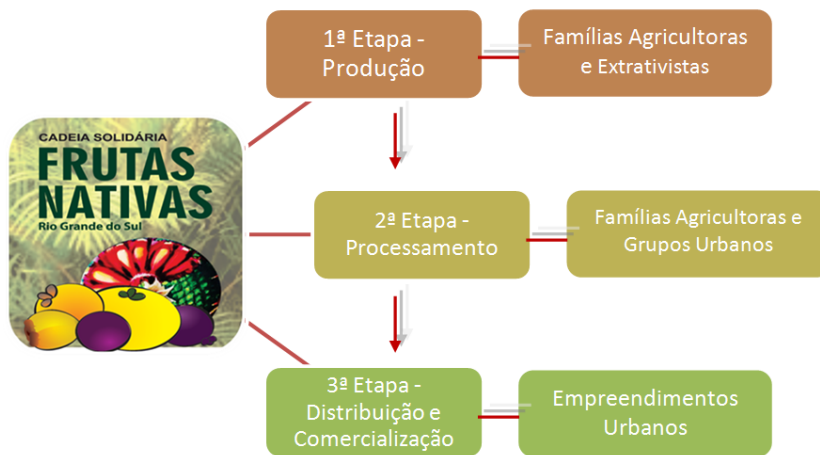 CADEIA SOLIDÁRIA
FRUTAS
NATIVAS
Rio Grande do Sul
1ª Etapa -
Produção
Famílias Agricultoras
e Extrativistas
2ª Etapa -
Processamento
Famílias Agricultoras e
Grupos Urbanos
3ª Etapa -
Distribuição e
Comercialização
Empreendimentos
Urbanos